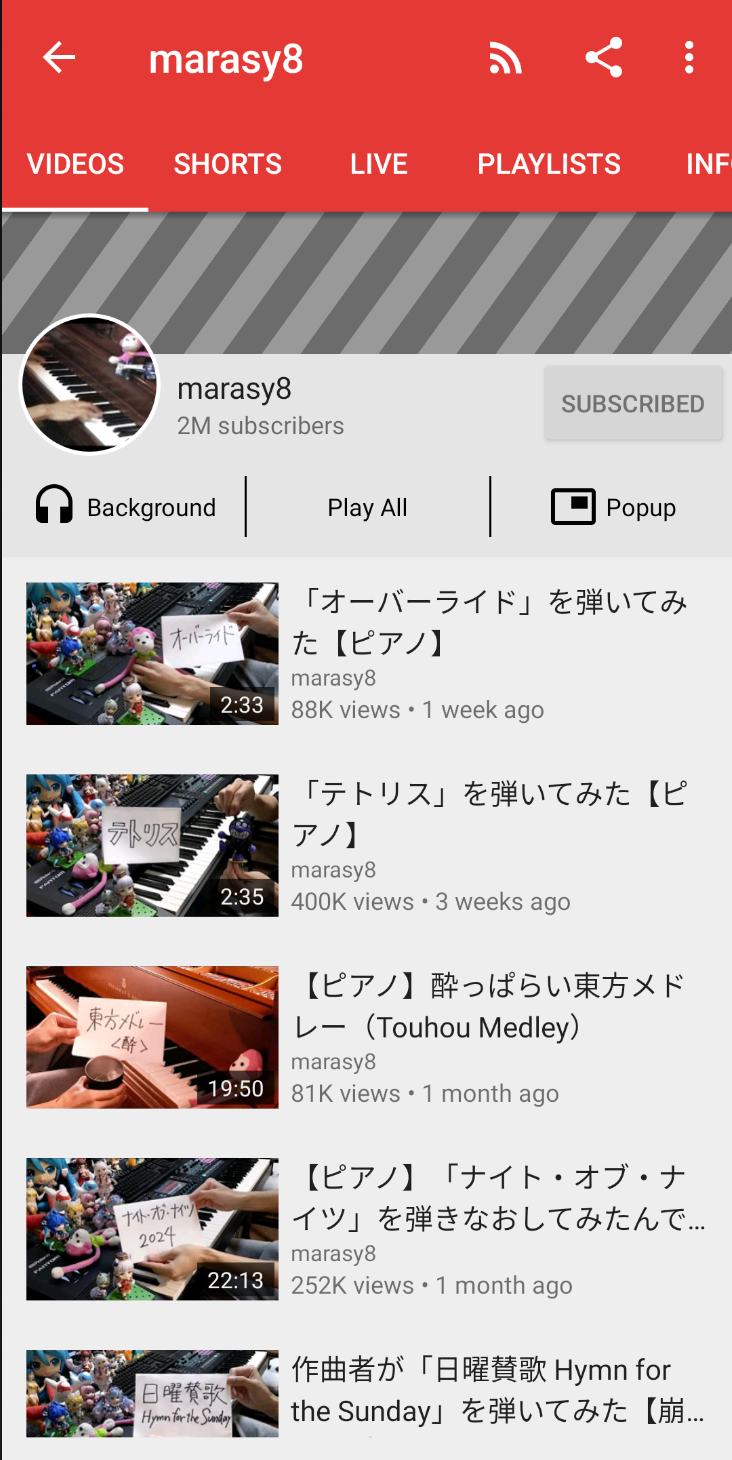 marasy8
VIDEOS SHORTS LIVE PLAYLISTS INFO
marasy8
2M subscribers
SUBSCRIBED
Background
Play All
Popup
オーバーライド
2:33
「オーバーライド」を弾いてみ
た【ピアノ】
marasy8
88K views • 1 week ago
テトリス
2:35
「テトリス」を弾いてみた【ピ
アノ】
marasy8
400K views • 3 weeks ago
東方メドレー
<酔>
19:50
【ピアノ】酔っぱらい東方メド
レー（Touhou Medley）
marasy8
81K views • 1 month ago
ナイト・オブ・ナイツ
2024
22:13
【ピアノ】「ナイト・オブ・ナ
イツ」を弾きなおしてみたんで...
marasy8
252K views • 1 month ago
日曜賛歌
Hymn for the Sunday
作曲者が「日曜賛歌 Hymn for
the Sunday」を弾いてみた【崩...